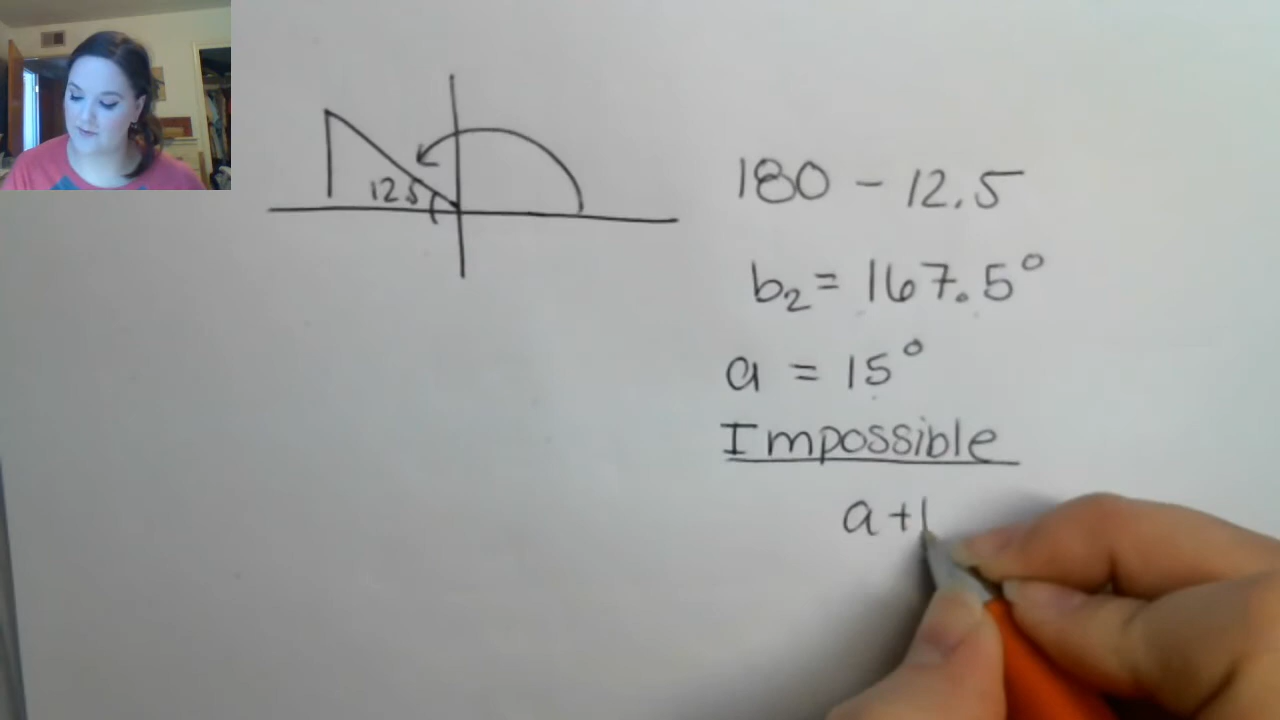 12.5
180 - 12.5
b₂ = 167.5°
a = 15°
Impossible
a +